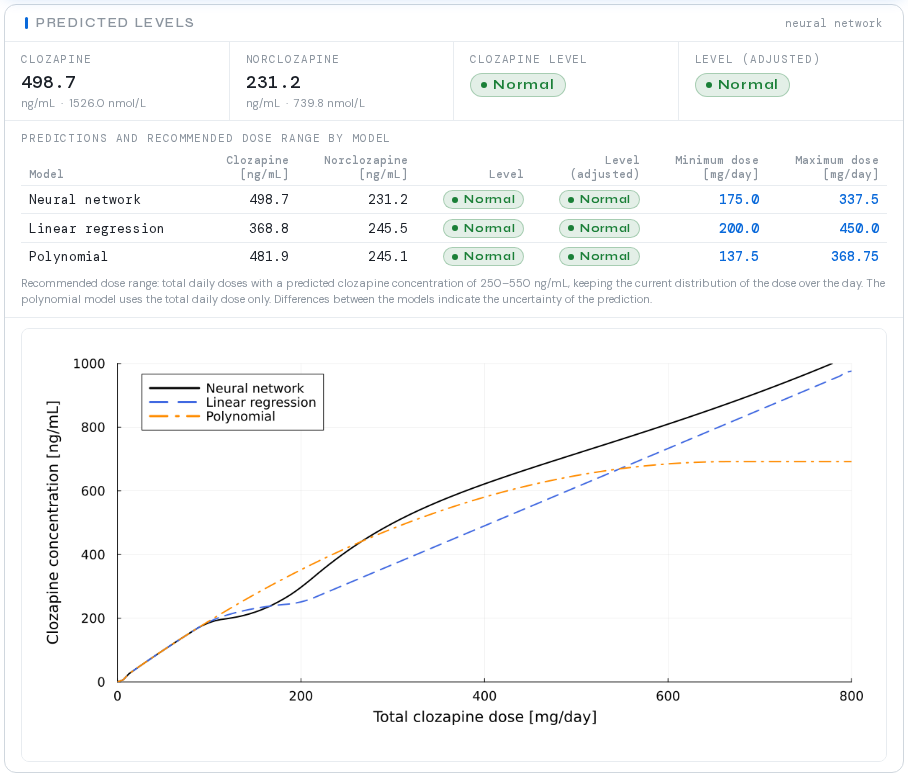 PREDICTED LEVELS neural network
CLOZAPINE NORCLOZAPINE CLOZAPINE LEVEL LEVEL (ADJUSTED)
498.7 231.2 Normal Normal
ng/mL · 1526.0 nmol/L ng/mL · 739.8 nmol/L
PREDICTIONS AND RECOMMENDED DOSE RANGE BY MODEL
Clozapine Norclozapine Level Minimum dose Maximum dose
Model [ng/mL] [ng/mL] Level (adjusted) [mg/day] [mg/day]
Neural network 498.7 231.2 Normal Normal 175.0 337.5
Linear regression 368.8 245.5 Normal Normal 200.0 450.0
Polynomial 481.9 245.1 Normal Normal 137.5 368.75
Recommended dose range: total daily doses with a predicted clozapine concentration of 250–550 ng/mL, keeping the current distribution of the dose over the day. The
polynomial model uses the total daily dose only. Differences between the models indicate the uncertainty of the prediction.
1000
Neural network
Linear regression
Polynomial
800
600
400
200
0
Clozapine concentration [ng/mL]
0 200 400 600 800
Total clozapine dose [mg/day]